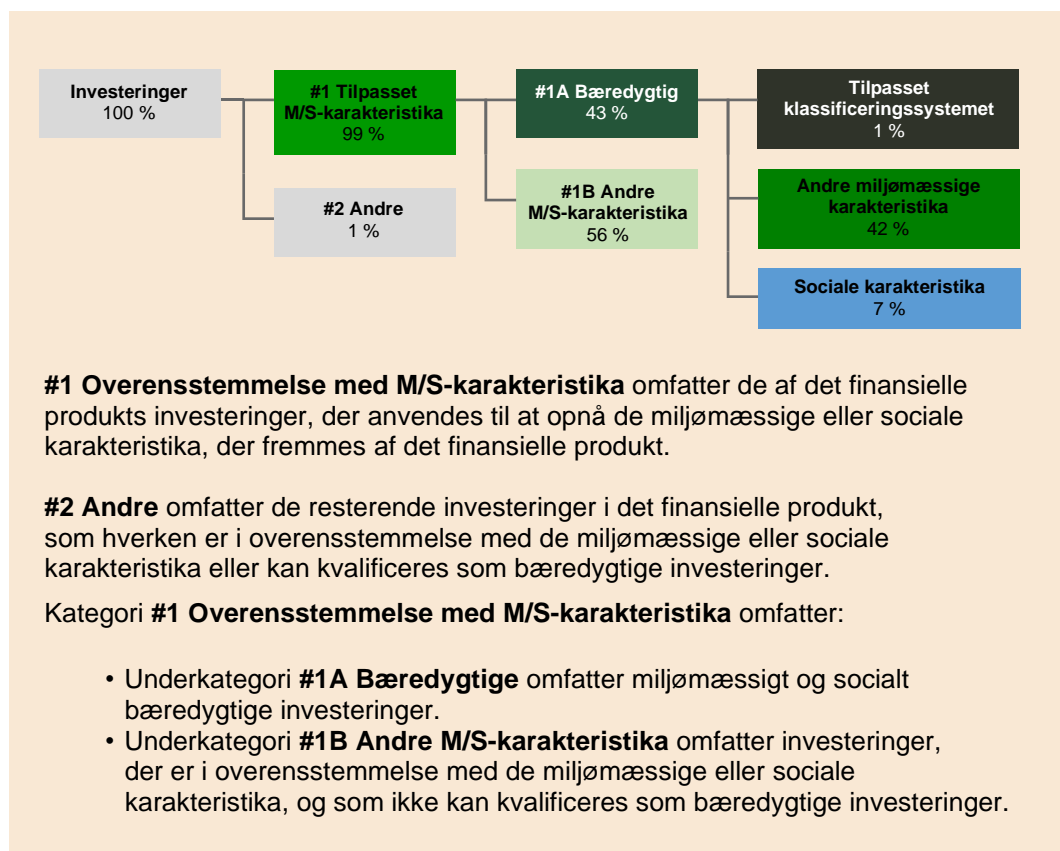 Investeringer
100 %
#1 Tilpasset
M/S-karakteristika
99 %
#2 Andre
1 %
#1A Bæredygtig
43 %
#1B Andre
M/S-karakteristika
56 %
Tilpasset
klassificeringssystemet
1 %
Andre miljømæssige
karakteristika
42 %
Sociale karakteristika
7 %
#1 Overensstemmelse med M/S-karakteristika omfatter de af det finansielle
produkts investeringer, der anvendes til at opnå de miljømæssige eller sociale
karakteristika, der fremmes af det finansielle produkt.
#2 Andre omfatter de resterende investeringer i det finansielle produkt,
som hverken er i overensstemmelse med de miljømæssige eller sociale
karakteristika eller kan kvalificeres som bæredygtige investeringer.
Kategori #1 Overensstemmelse med M/S-karakteristika omfatter:
• Underkategori #1A Bæredygtige omfatter miljømæssigt og socialt
bæredygtige investeringer.
• Underkategori #1B Andre M/S-karakteristika omfatter investeringer,
der er i overensstemmelse med de miljømæssige eller sociale
karakteristika, og som ikke kan kvalificeres som bæredygtige investeringer.